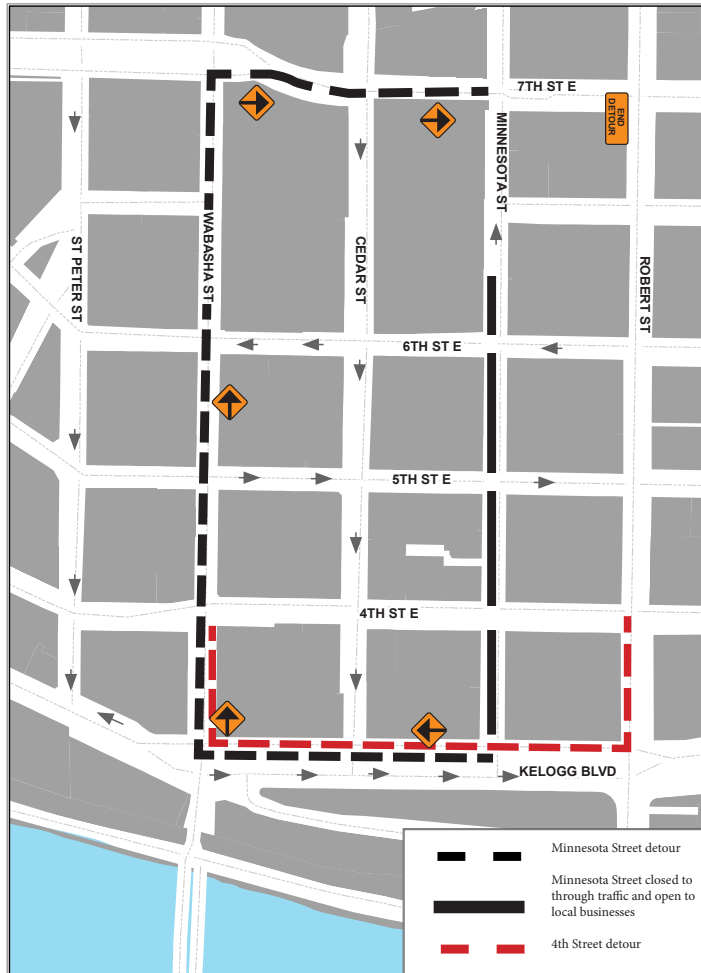 7TH ST E
END
DETOUR
MINNESOTA ST
WABASHA ST
ST PETER ST
CEDAR ST
ROBERT ST
6TH ST E
5TH ST E
4TH ST E
KELOGG BLVD
Minnesota Street detour
Minnesota Street closed to
through traffic and open to
local businesses
4th Street detour